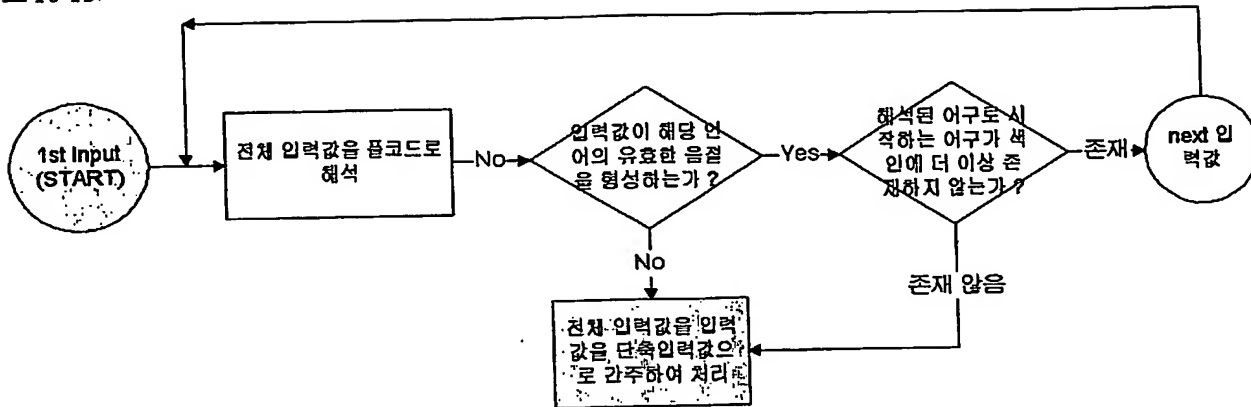 1st Input
(START)
전체 입력값을 풀코드로
해석
No
입력값이 해당 언
어의 유효한 음절
을 형성하는가 ?
Yes
해석된 어구로 시
작하는 어구가 색
인에 더 이상 존
재하지 않는가 ?
존재
next 입
력값
No
존재 않음
전체 입력값을 입력
값을 단축입력값으
로 간주하여 처리